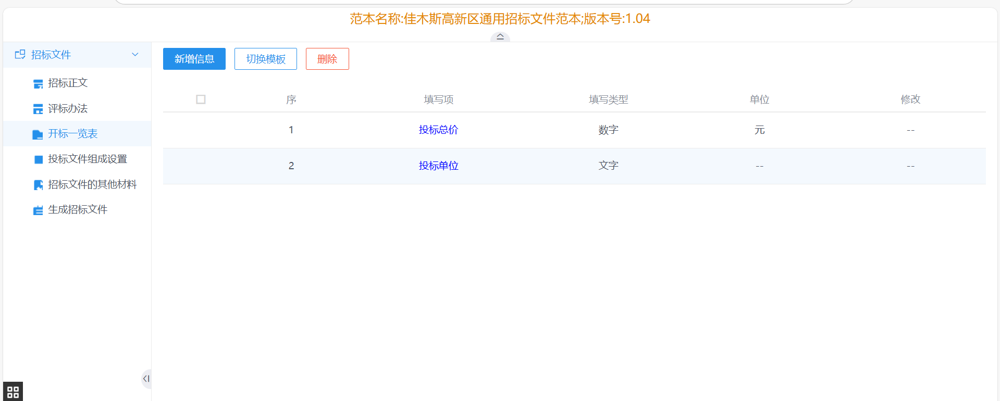 范本名称:佳木斯高新区通用招标文件范本;版本号:1.04
招标文件
招标正文
评标办法
开标一览表
投标文件组成设置
招标文件的其他材料
生成招标文件
新增信息 切换模板 删除
序 填写项 填写类型 单位 修改
1 投标总价 数字 元 --
2 投标单位 文字 -- --